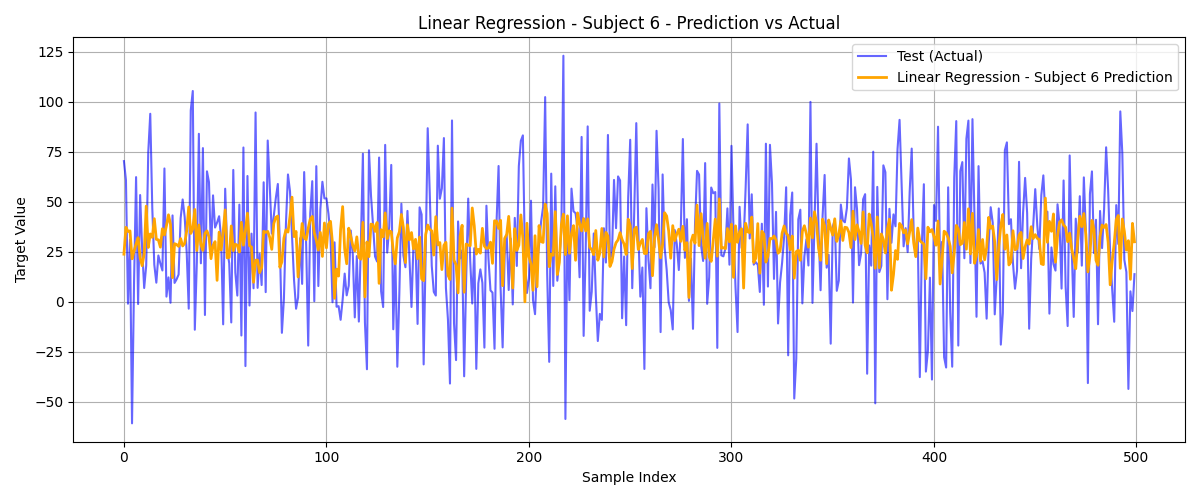 Linear Regression - Subject 6 - Prediction vs Actual
Test (Actual)
Linear Regression - Subject 6 Prediction
Target Value
125
100
75
50
25
0
−25
−50
0 100 200 300 400 500
Sample Index